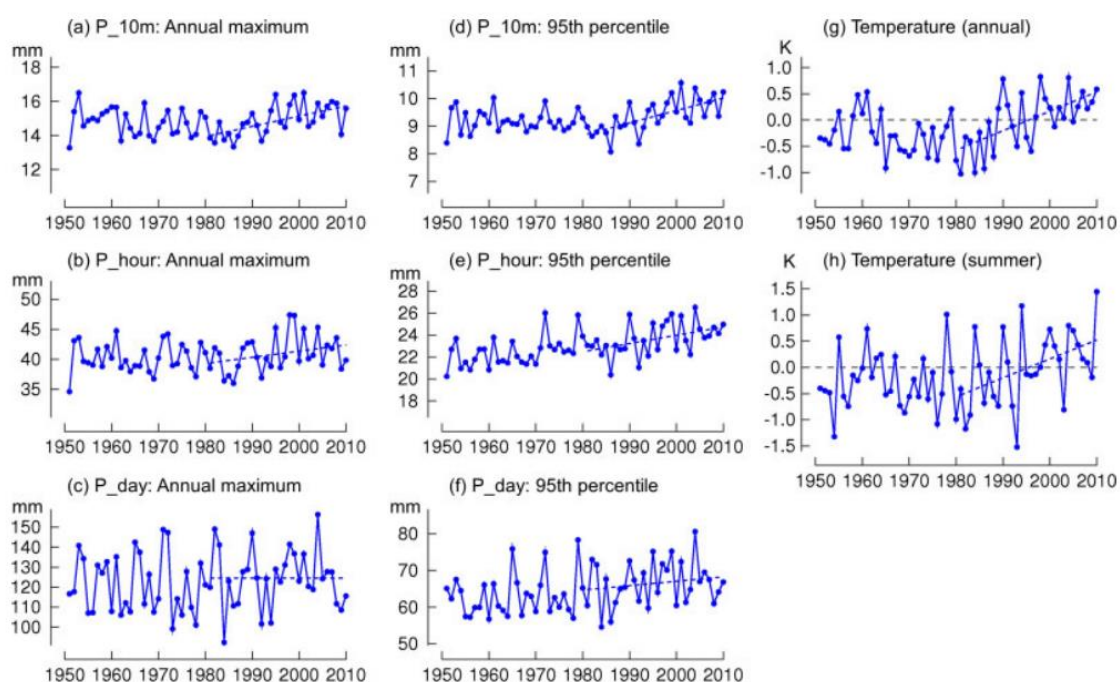 (a) P_10m: Annual maximum
mm
18
16
14
12
1950 1960 1970 1980 1990 2000 2010
(d) P_10m: 95th percentile
mm
11
10
9
8
7
1950 1960 1970 1980 1990 2000 2010
(g) Temperature (annual)
K
1.0
0.5
0.0
-0.5
-1.0
1950 1960 1970 1980 1990 2000 2010
(b) P_hour: Annual maximum
mm
50
45
40
35
1950 1960 1970 1980 1990 2000 2010
(e) P_hour: 95th percentile
mm
28
26
24
22
20
18
1950 1960 1970 1980 1990 2000 2010
(h) Temperature (summer)
K
1.5
1.0
0.5
0.0
-0.5
-1.0
-1.5
1950 1960 1970 1980 1990 2000 2010
(c) P_day: Annual maximum
mm
150
140
130
120
110
100
1950 1960 1970 1980 1990 2000 2010
(f) P_day: 95th percentile
mm
80
70
60
50
1950 1960 1970 1980 1990 2000 2010